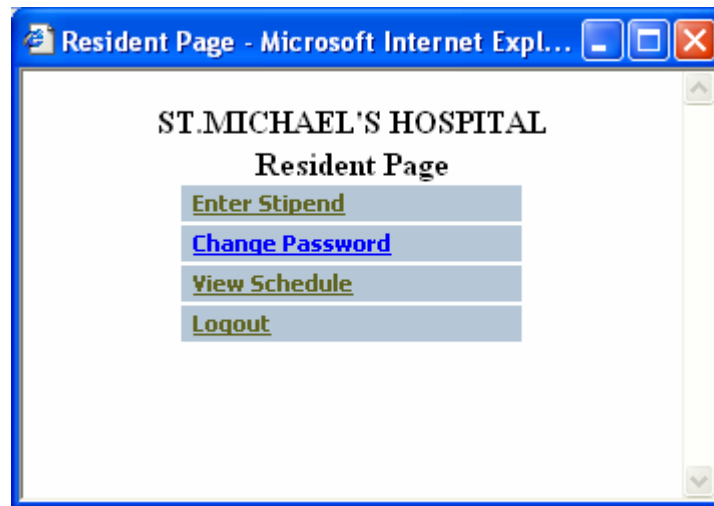 Resident Page - Microsoft Internet Expl...
ST.MICHAEL'S HOSPITAL
Resident Page
Enter Stipend
Change Password
View Schedule
Logout